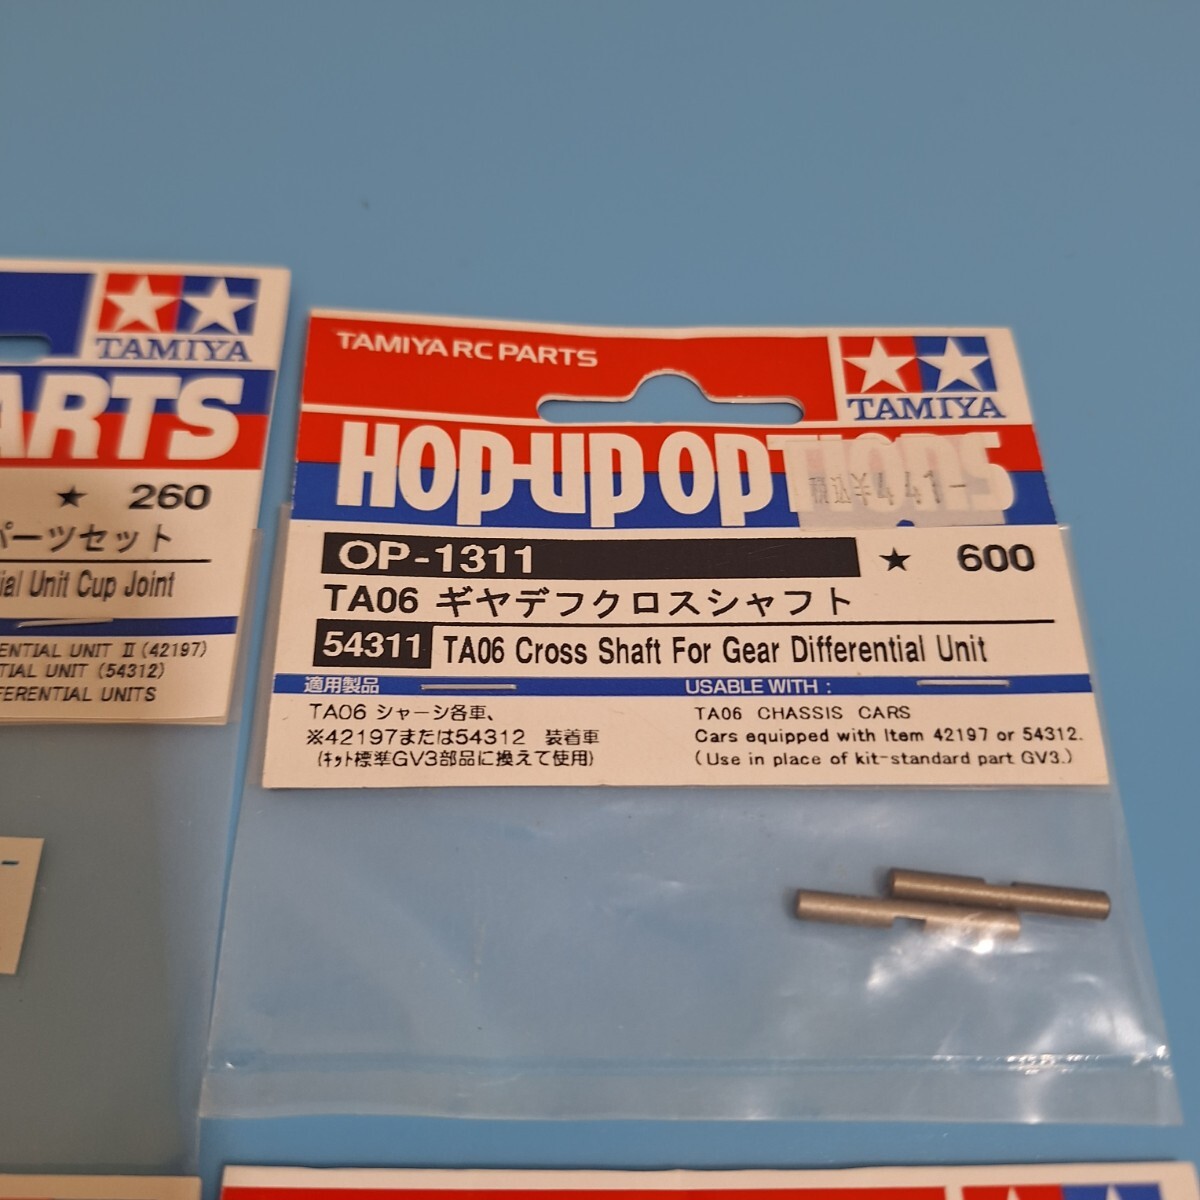 TAMIYA
ARTS
★ 260
パーツセット
ial Unit Cup Joint
ENTIAL UNIT II (42197)
TIAL UNIT (54312)
FERENTIAL UNITS
TAMIYA RC PARTS
TAMIYA
HOP-UP OPTIONS
税込¥441-
OP-1311 ★ 600
TA06 ギヤデフクロスシャフト
54311 TA06 Cross Shaft For Gear Differential Unit
適用製品
TA06 シャーシ各車、
※42197または54312 装着車
(キット標準GV3部品に換えて使用)
USABLE WITH :
TA06 CHASSIS CARS
Cars equipped with Item 42197 or 54312.
(Use in place of kit-standard part GV3.)